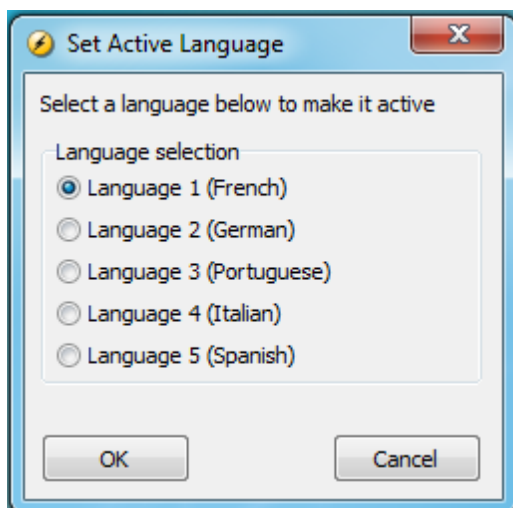 Set Active Language
Select a language below to make it active
Language selection
Language 1 (French)
Language 2 (German)
Language 3 (Portuguese)
Language 4 (Italian)
Language 5 (Spanish)
OK
Cancel